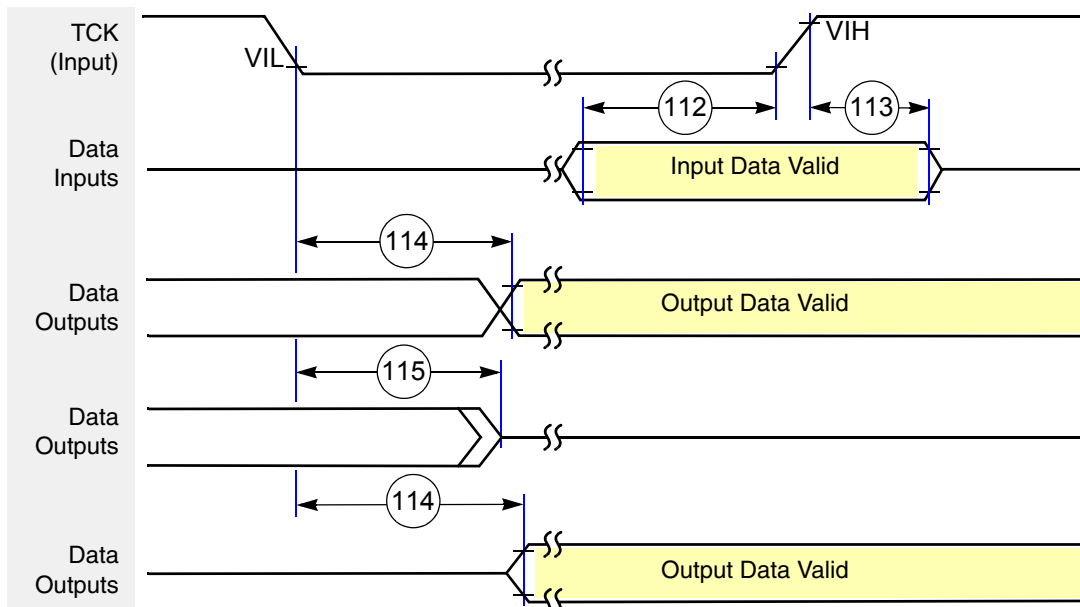 TCK
(Input)
VIL
VIH
112
113
Data
Inputs
Input Data Valid
114
Data
Outputs
Output Data Valid
115
Data
Outputs
114
Data
Outputs
Output Data Valid